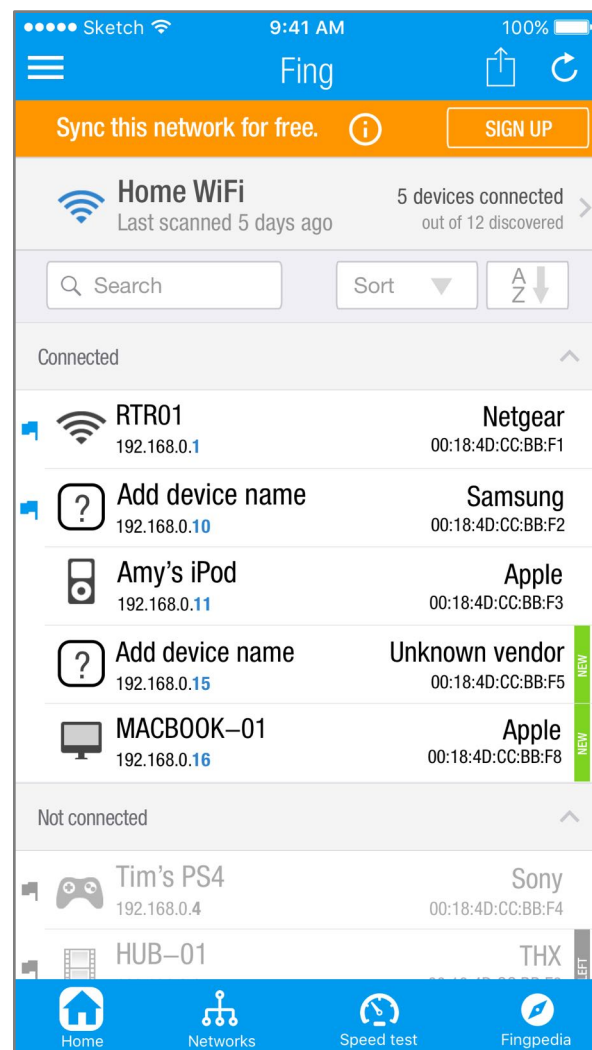 Sketch 9:41 AM 100%
Fing
Sync this network for free. SIGN UP
Home WiFi 5 devices connected
Last scanned 5 days ago out of 12 discovered
Search Sort A Z
Connected
RTR01 Netgear
192.168.0.1 00:18:4D:CC:BB:F1
? Add device name Samsung
192.168.0.10 00:18:4D:CC:BB:F2
Amy's iPod Apple
192.168.0.11 00:18:4D:CC:BB:F3
? Add device name Unknown vendor NEW
192.168.0.15 00:18:4D:CC:BB:F5
MACBOOK–01 Apple NEW
192.168.0.16 00:18:4D:CC:BB:F8
Not connected
Tim's PS4 Sony
192.168.0.4 00:18:4D:CC:BB:F4
HUB–01 THX LEFT
Home Networks Speed test Fingpedia